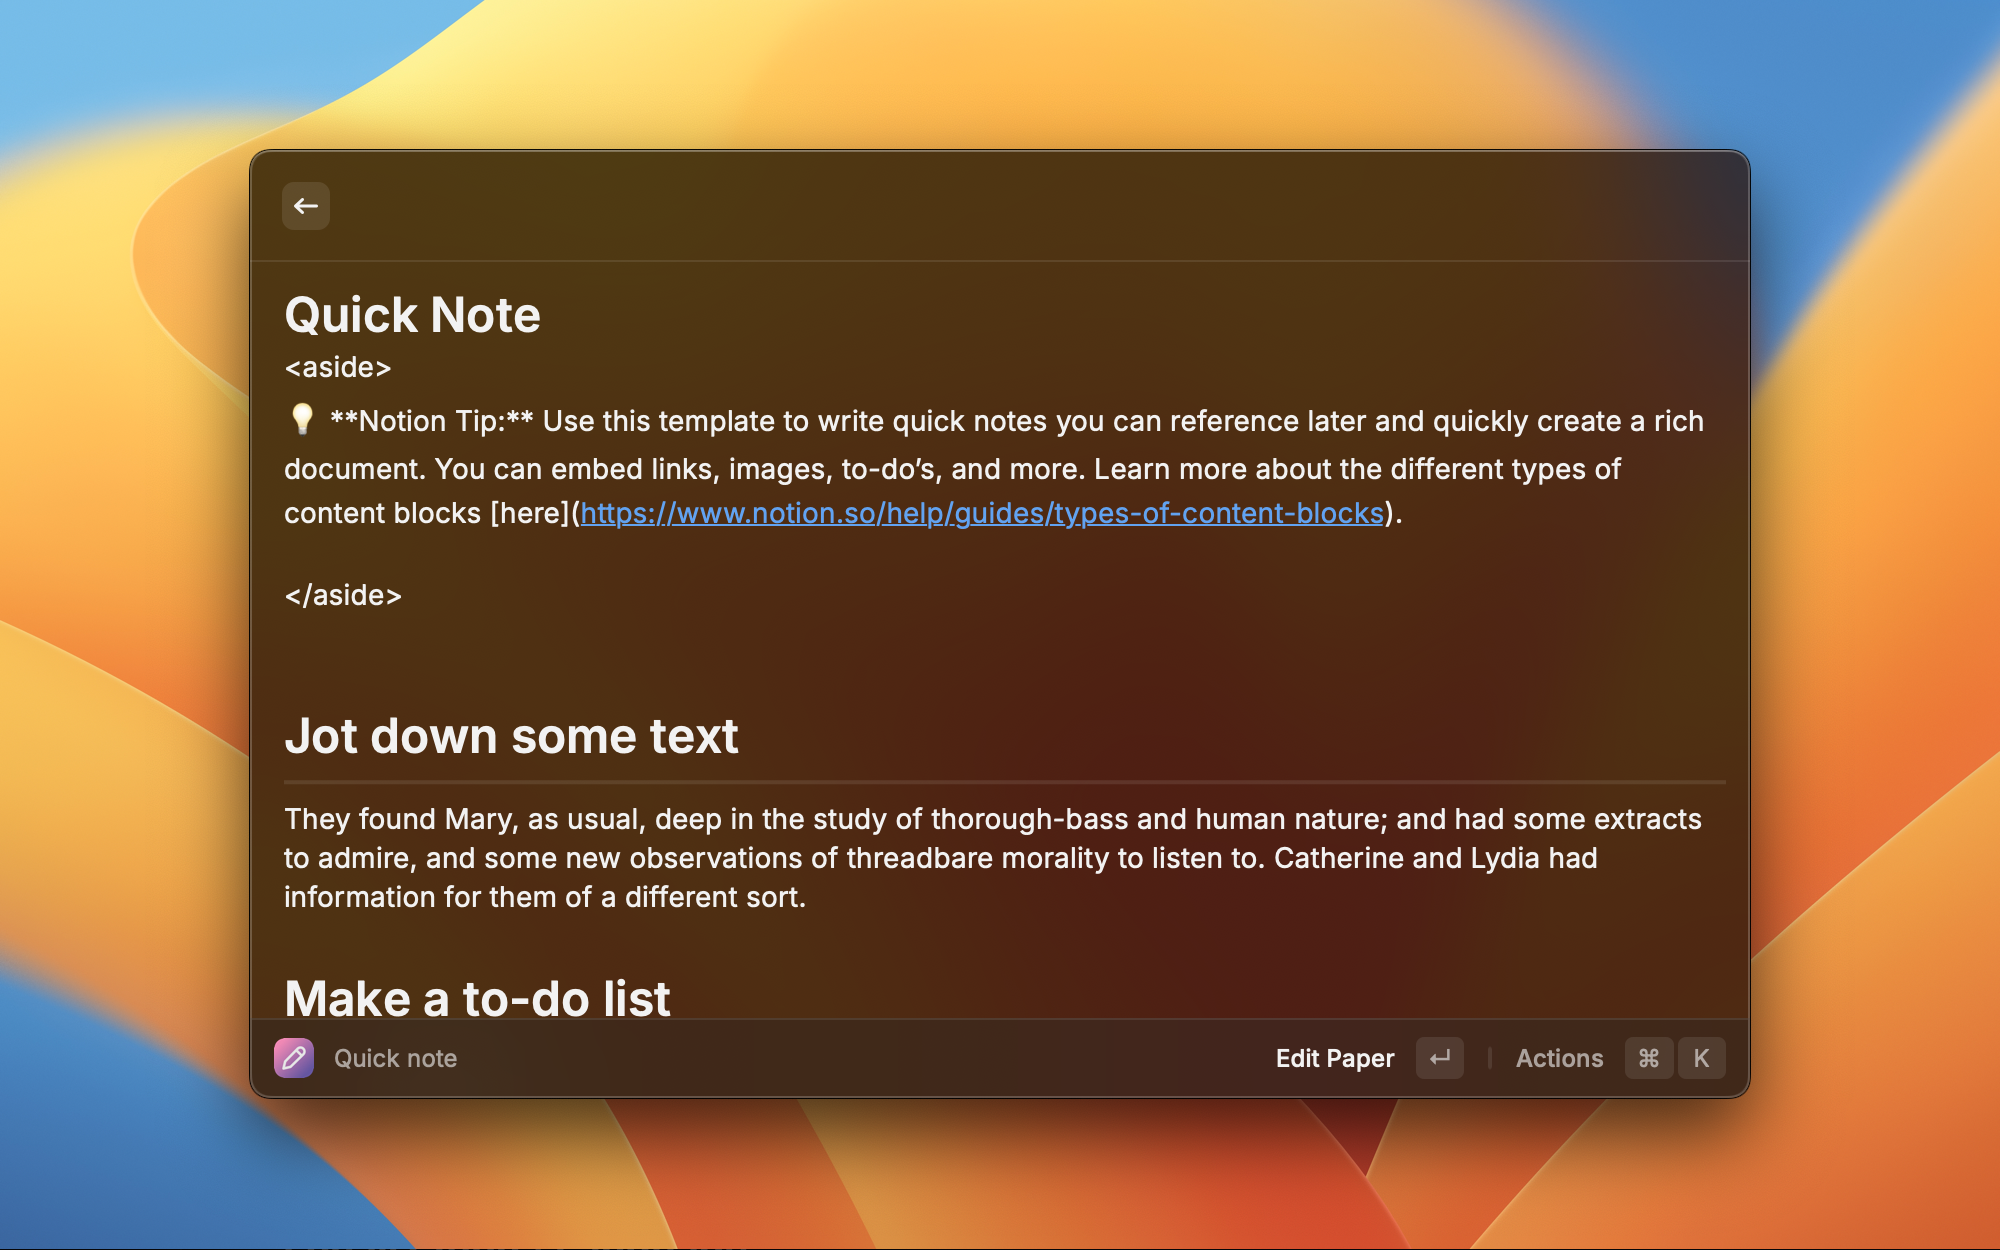 Quick Note
<aside>
💡 **Notion Tip:** Use this template to write quick notes you can reference later and quickly create a rich
document. You can embed links, images, to-do’s, and more. Learn more about the different types of
content blocks [here](https://www.notion.so/help/guides/types-of-content-blocks).
</aside>
Jot down some text
They found Mary, as usual, deep in the study of thorough-bass and human nature; and had some extracts
to admire, and some new observations of threadbare morality to listen to. Catherine and Lydia had
information for them of a different sort.
Make a to-do list
Quick note Edit Paper ↵ Actions ⌘ K